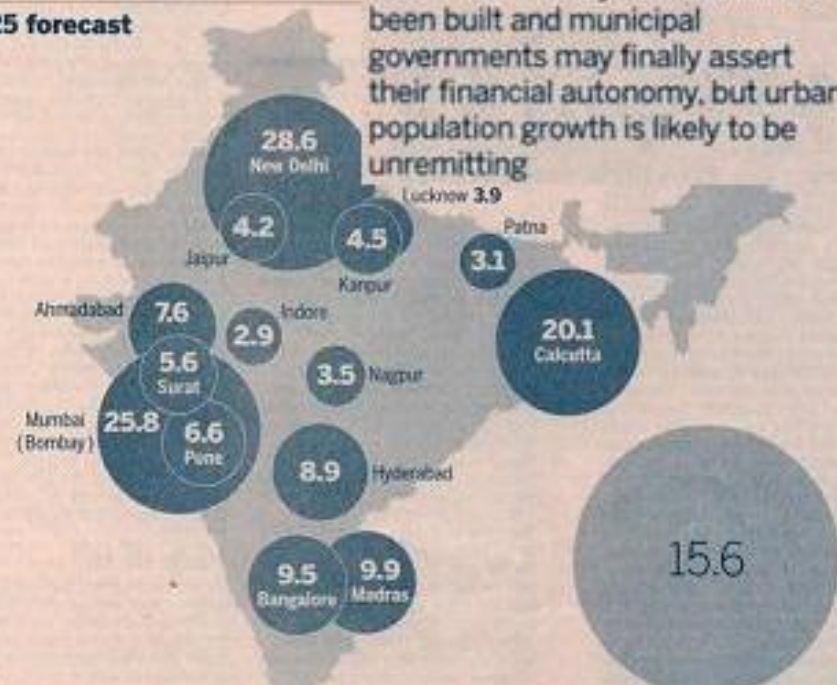 25 forecast
been built and municipal
governments may finally assert
their financial autonomy, but urban
population growth is likely to be
unremitting
28.6
New Delhi
Lucknow 3.9
4.2
Jaipur
4.5
Kanpur
Patna
3.1
Ahmadabad
7.6
Indore
2.9
20.1
Calcutta
5.6
Surat
3.5 Nagpur
Mumbai
(Bombay)
25.8
6.6
Pune
8.9
Hyderabad
15.6
9.5
Bangalore
9.9
Madras